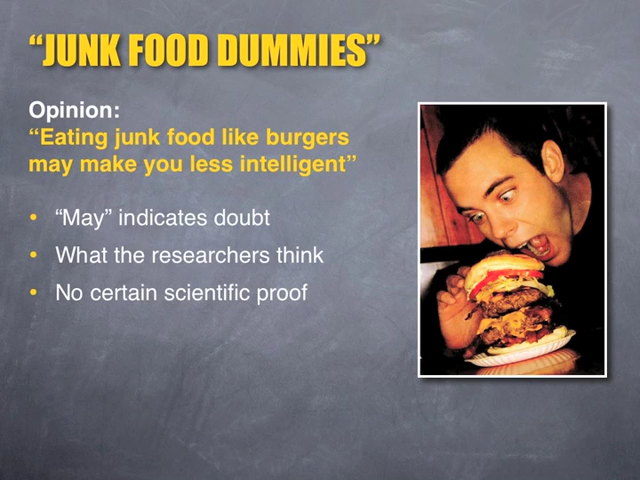 “JUNK FOOD DUMMIES”
Opinion:
“Eating junk food like burgers
may make you less intelligent”
• “May” indicates doubt
• What the researchers think
• No certain scientific proof